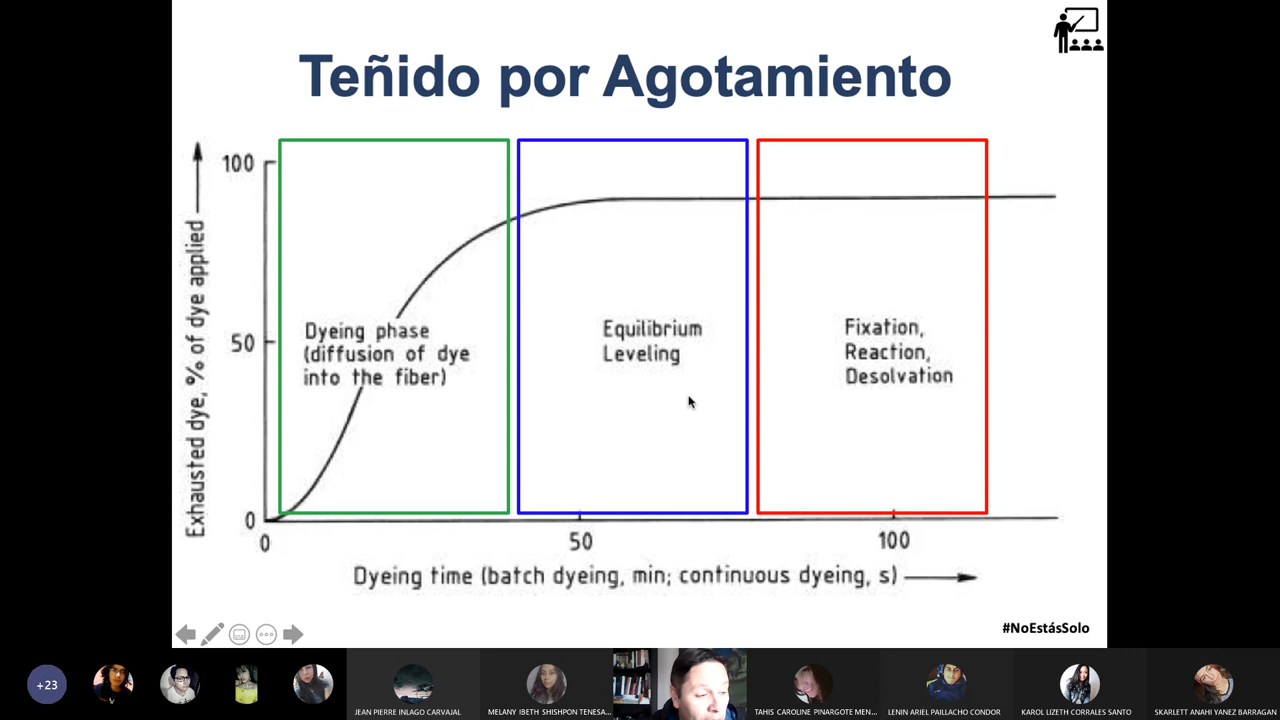 Teñido por Agotamiento
Exhausted dye, % of dye applied
100
50
0
Dyeing phase
(diffusion of dye
into the fiber)
Equilibrium
Leveling
Fixation,
Reaction,
Desolvation
0
50
100
Dyeing time (batch dyeing, min; continuous dyeing, s)
#NoEstásSolo
+23
JEAN PIERRE INLAGO CARVAJAL
MELANY IBETH SHISHPON TENESA...
TAHIS CAROLINE PINARGOTE MEN...
LENIN ARIEL PAILLACHO CONDOR
KAROL LIZETH CORRALES SANTO
SKARLETT ANAHI YANEZ BARRAGAN